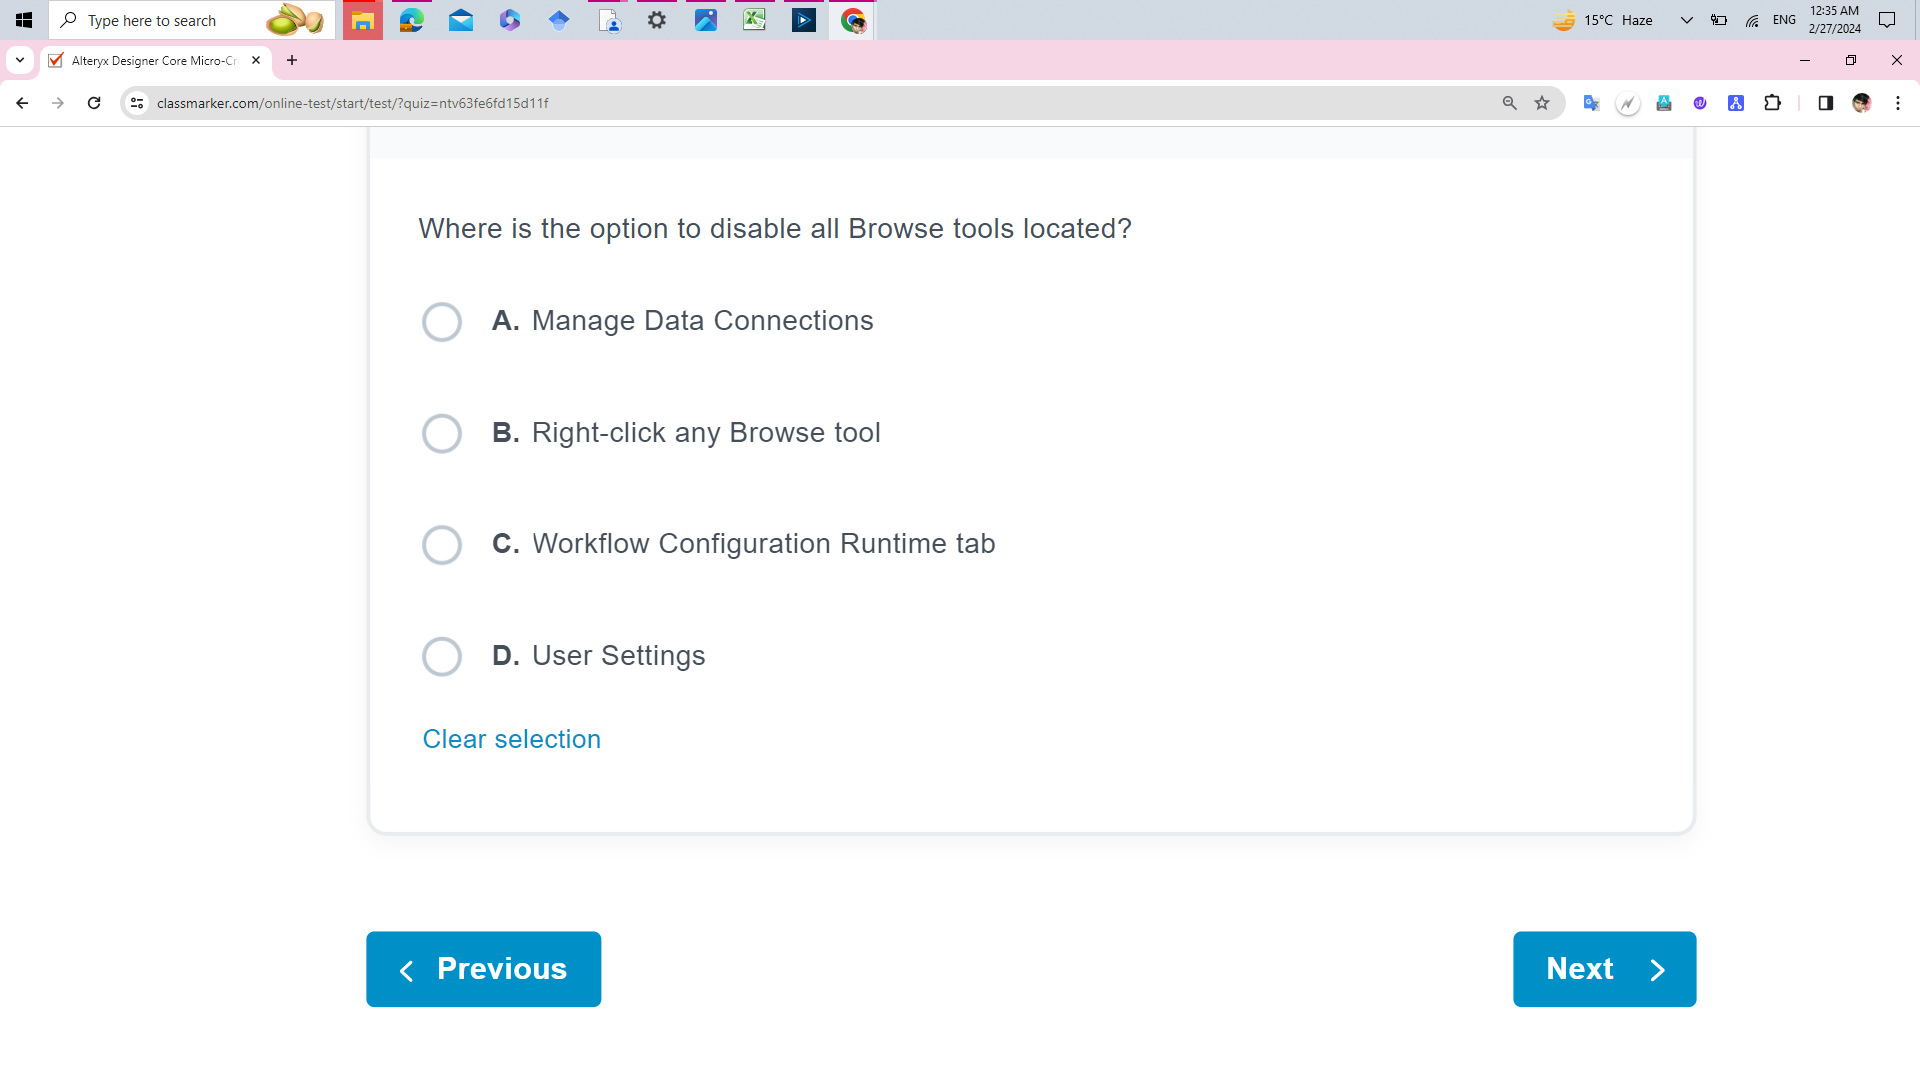 Type here to search
15°C Haze
ENG
12:35 AM
2/27/2024
Alteryx Designer Core Micro-Cr
classmarker.com/online-test/start/test/?quiz=ntv63fe6fd15d11f
Where is the option to disable all Browse tools located?
A. Manage Data Connections
B. Right-click any Browse tool
C. Workflow Configuration Runtime tab
D. User Settings
Clear selection
Previous
Next